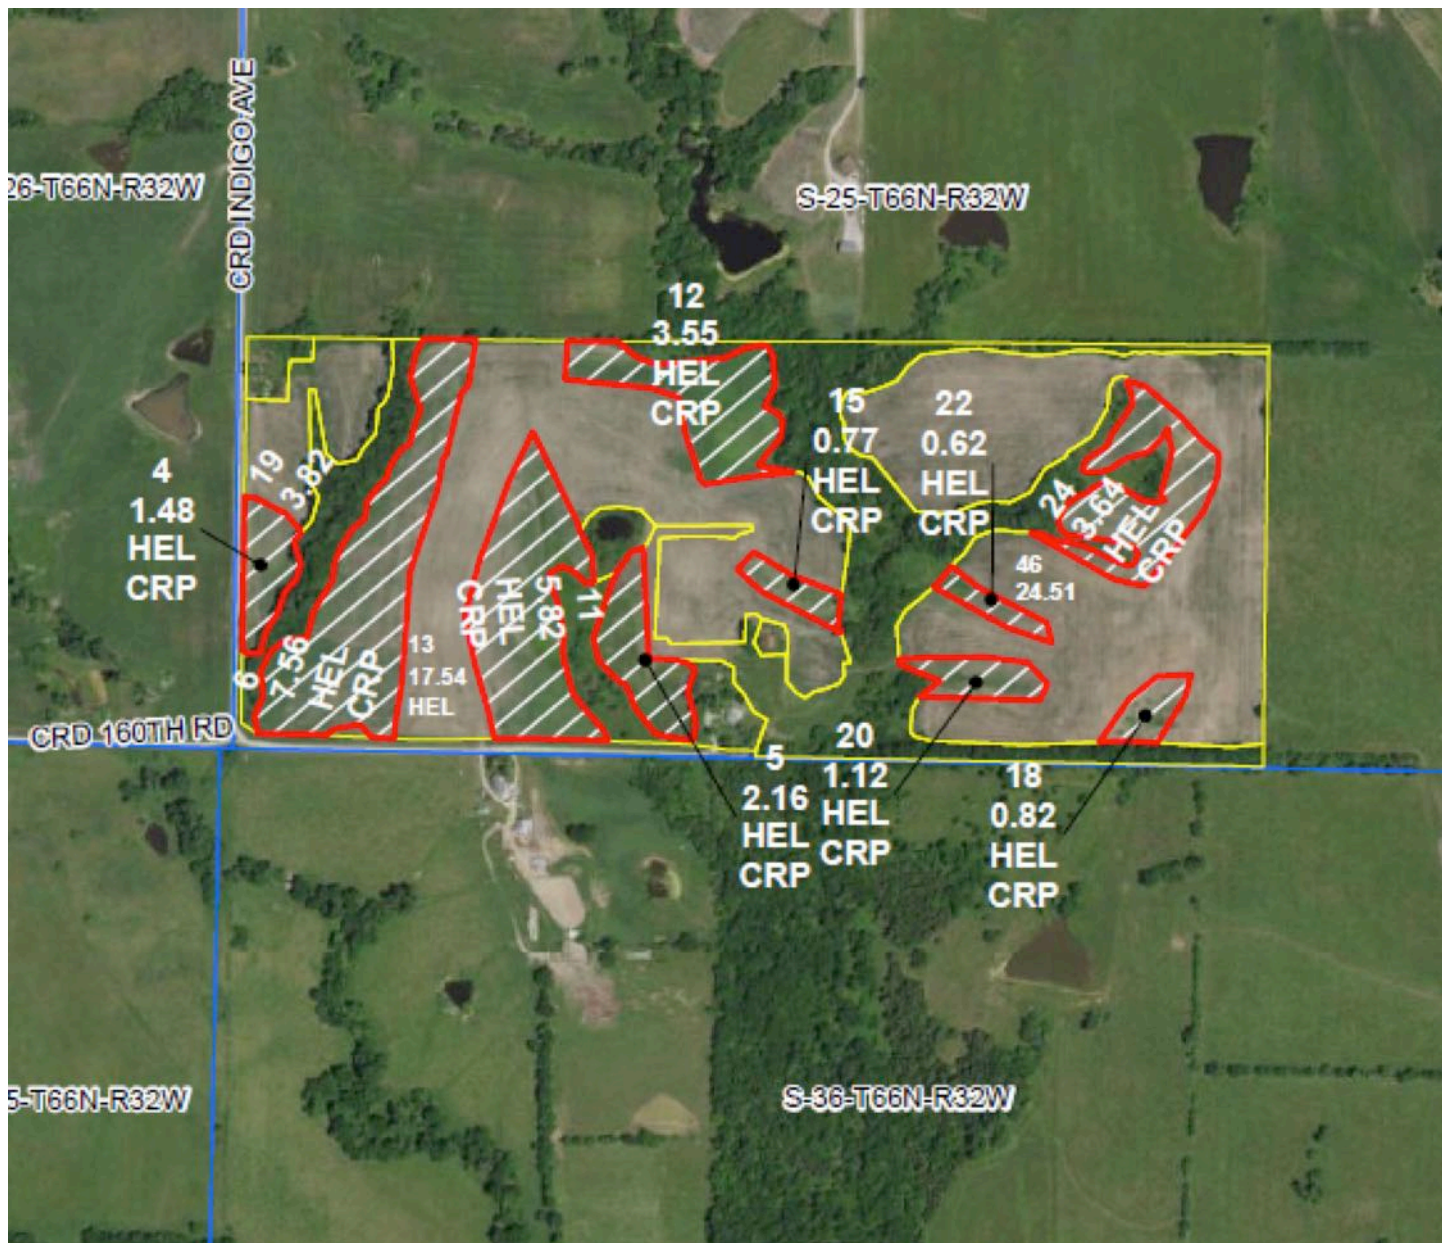 CRD INDIGO AVE
26-T66N-R32W
S-25-T66N-R32W
12
3.55
HEL
CRP
15
0.77
HEL
CRP
22
0.62
HEL
CRP
4
1.48
HEL
CRP
19
3.82
24
3.64
HEL
CRP
46
24.51
11
5.82
HEL
CRP
6
7.56
HEL
CRP
13
17.54
HEL
CRD 160TH RD
5
2.16
HEL
CRP
20
1.12
HEL
CRP
18
0.82
HEL
CRP
5-T66N-R32W
S-36-T66N-R32W